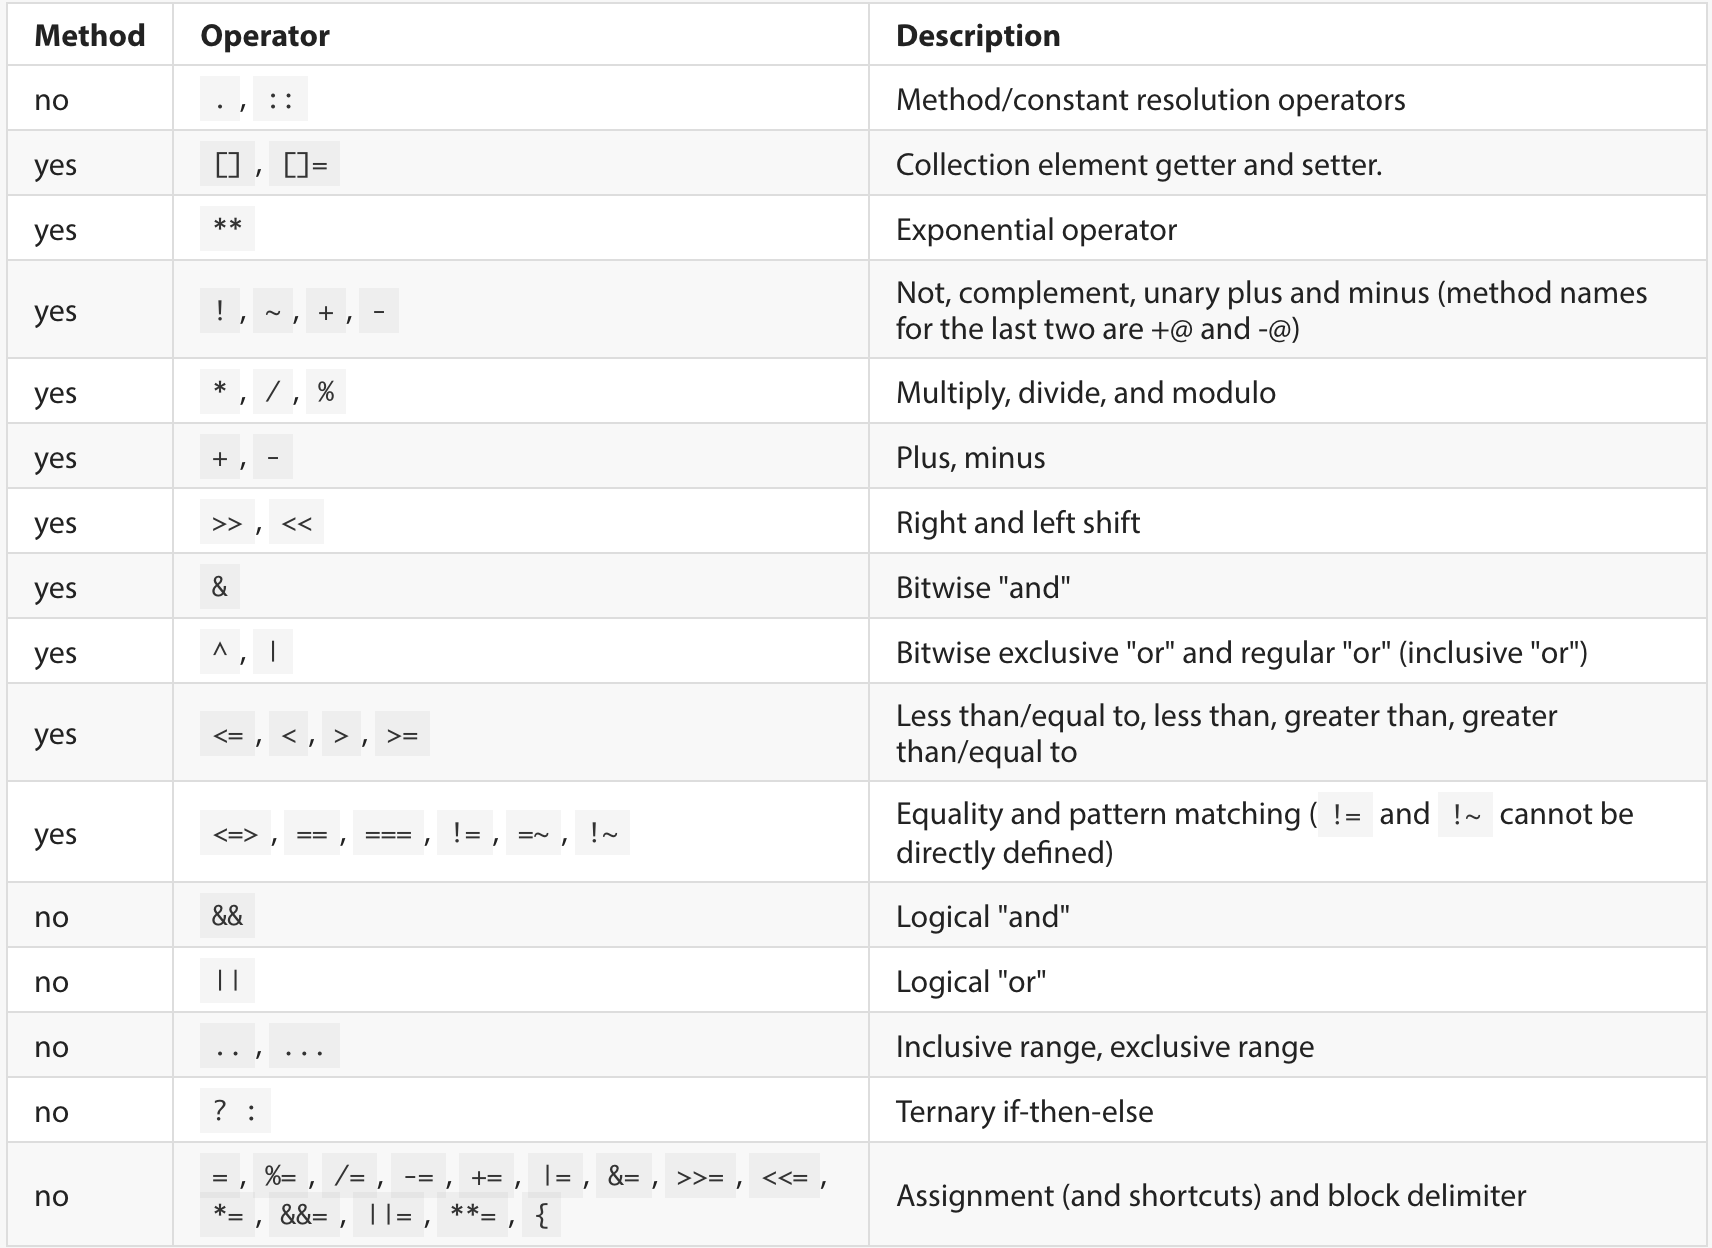 Method Operator Description
no . , :: Method/constant resolution operators
yes [] , []= Collection element getter and setter.
yes ** Exponential operator
yes ! , ~ , + , - Not, complement, unary plus and minus (method names
for the last two are +@ and -@)
yes * , / , % Multiply, divide, and modulo
yes + , - Plus, minus
yes >> , << Right and left shift
yes & Bitwise "and"
yes ^ , | Bitwise exclusive "or" and regular "or" (inclusive "or")
yes <= , < , > , >= Less than/equal to, less than, greater than, greater
than/equal to
yes <=> , == , === , != , =~ , !~ Equality and pattern matching ( != and !~ cannot be
directly defined)
no && Logical "and"
no || Logical "or"
no .. , ... Inclusive range, exclusive range
no ? : Ternary if-then-else
no = , %= , /= , -= , += , |= , &= , >>= , <<= ,
*= , &&= , ||= , **= , { Assignment (and shortcuts) and block delimiter